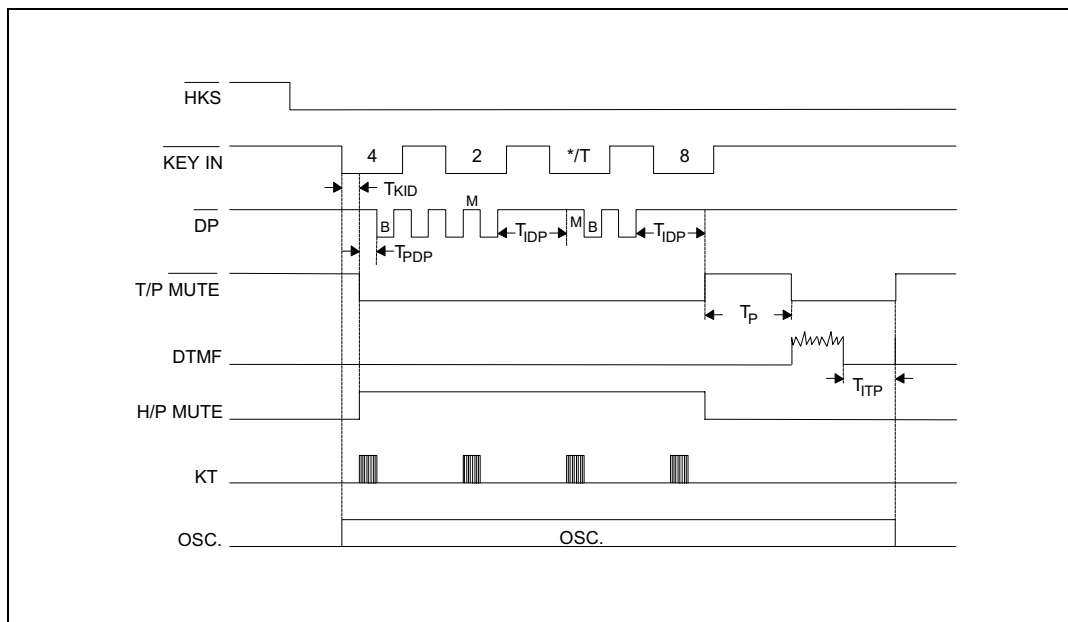 HKS
KEY IN 4 2 */T 8
TKID
M
DP B TIDP M B TIDP
TPDP
T/P MUTE
TP
DTMF
TITP
H/P MUTE
KT
OSC. OSC.